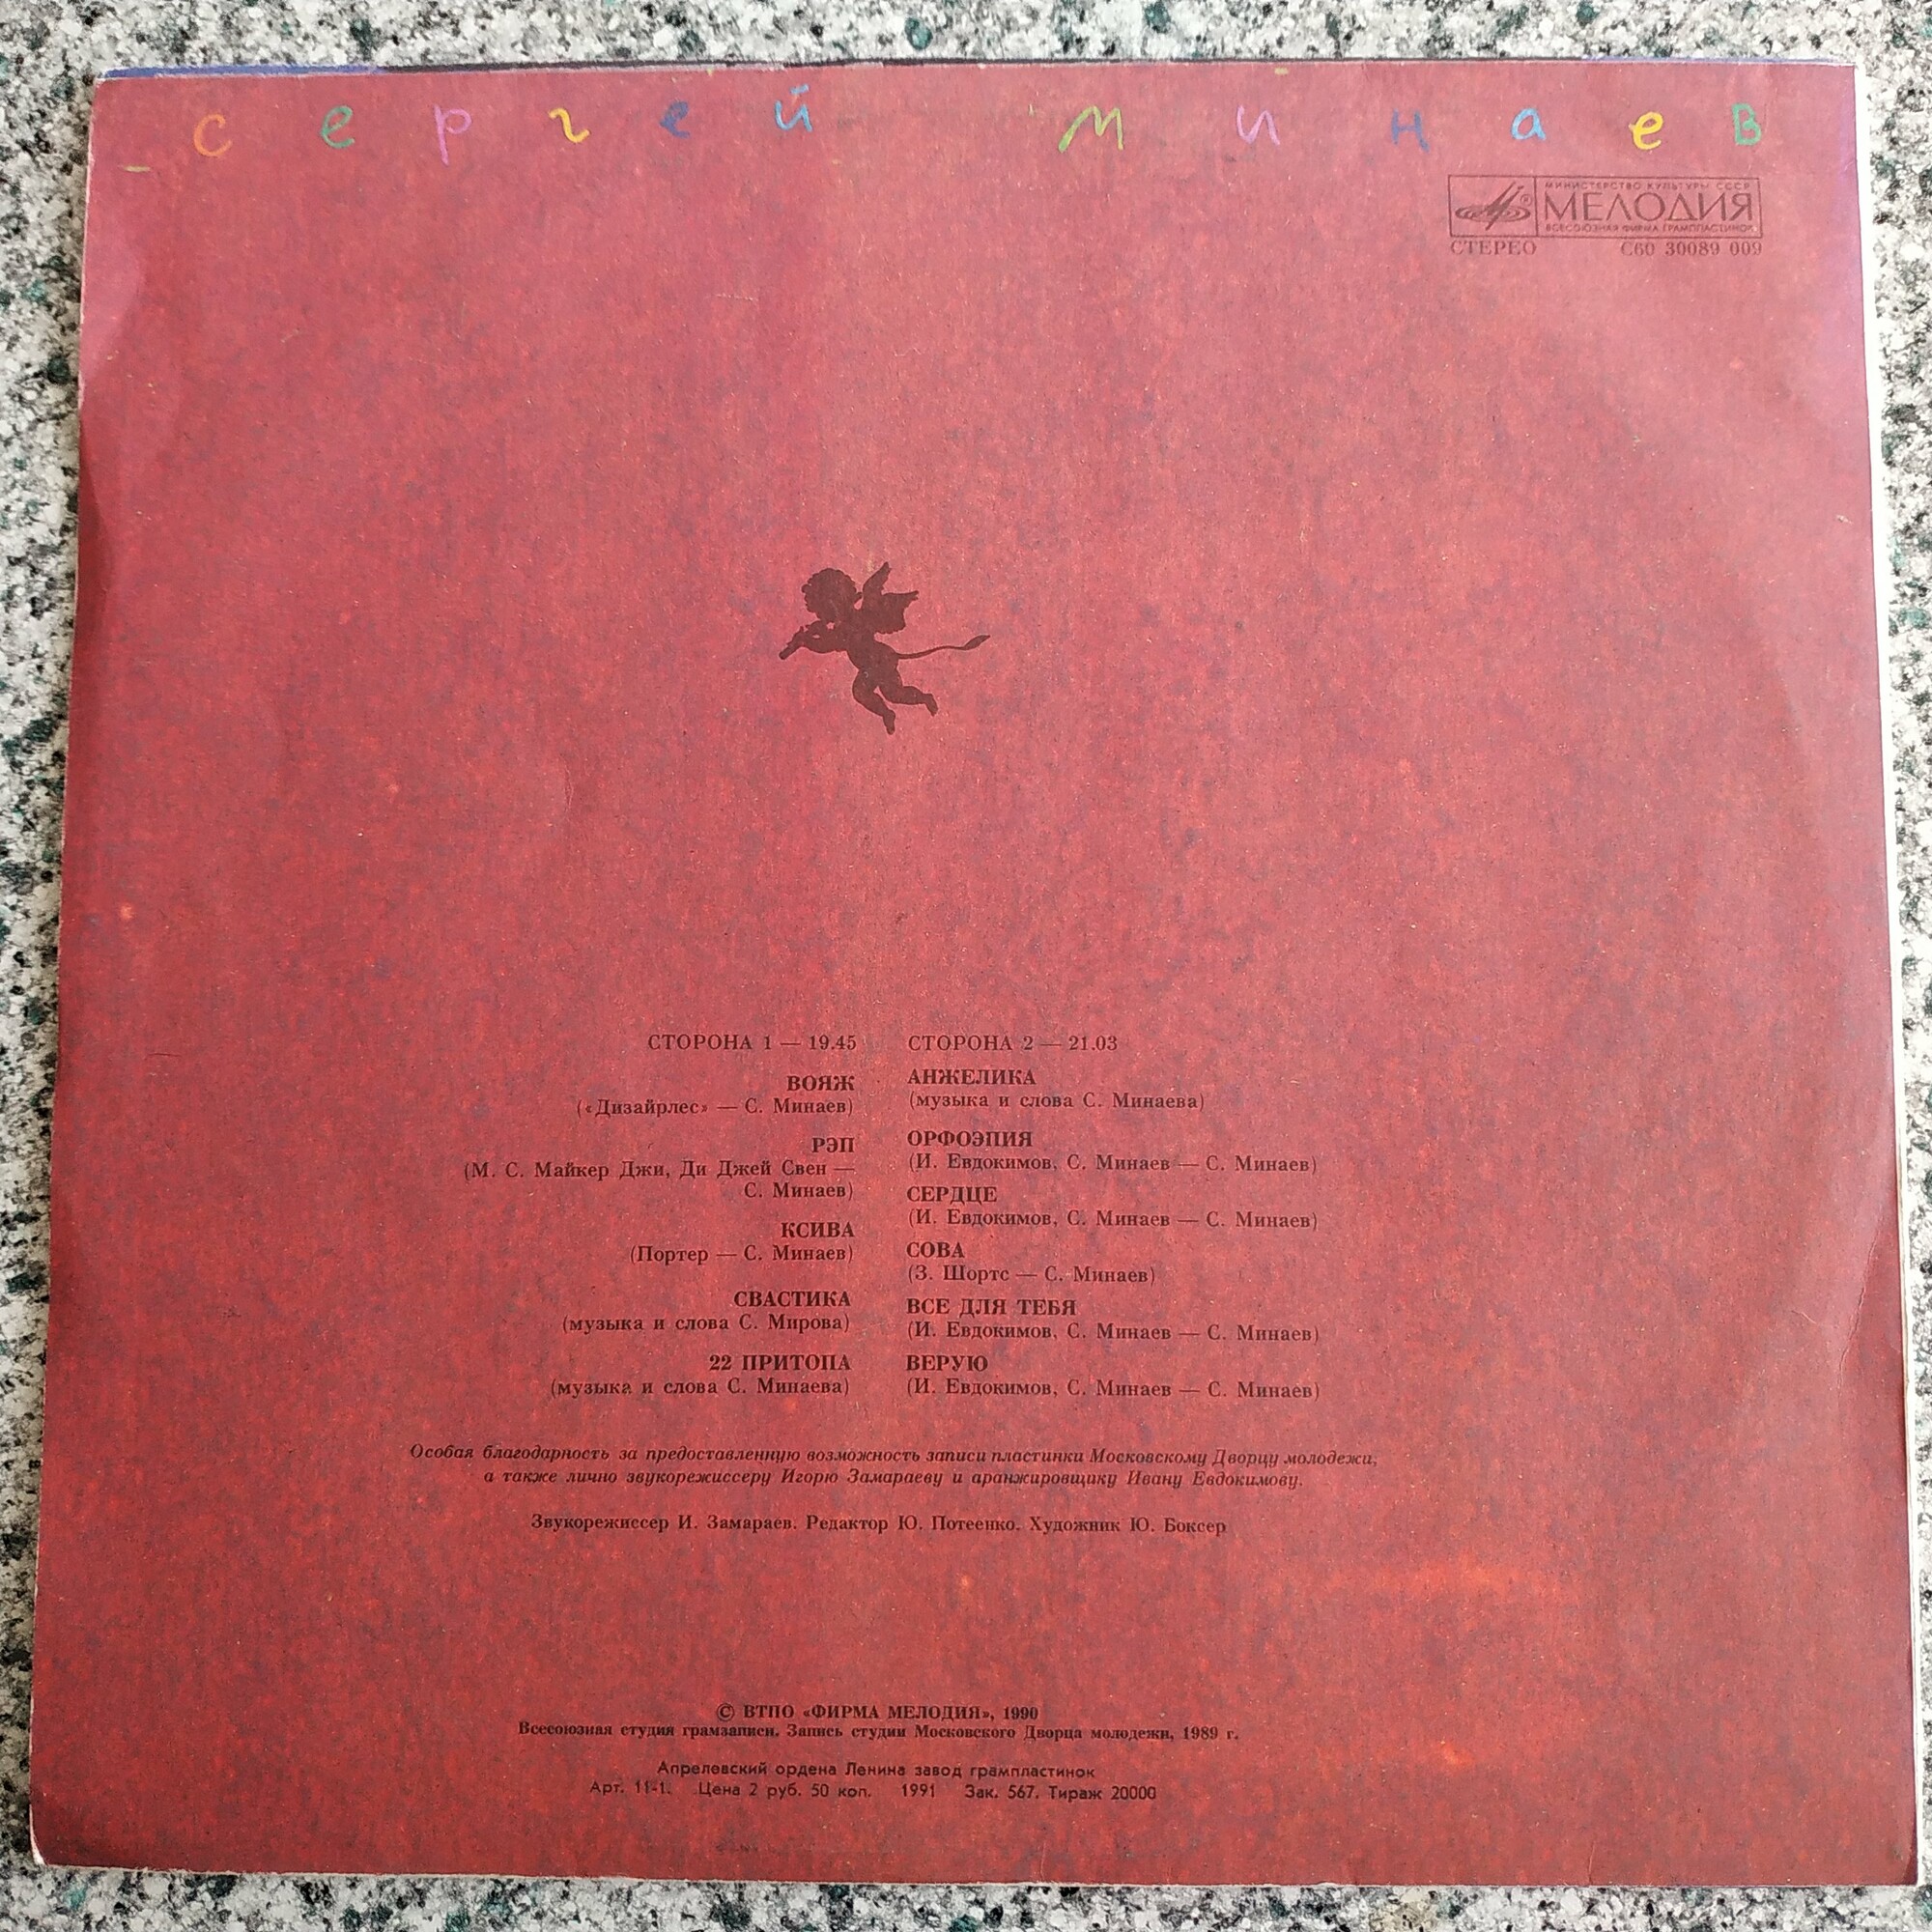 сергей минаев
МИНИСТЕРСТВО КУЛЬТУРЫ СССР
МЕЛОДИЯ
ВСЕСОЮЗНАЯ ФИРМА ГРАМПЛАСТИНОК
СТЕРЕО С60 30089 009
СТОРОНА 1 — 19.45
ВОЯЖ
(«Дизайрлес» — С. Минаев)
РЭП
(М. С. Майкер Джи, Ди Джей Свен —
С. Минаев)
КСИВА
(Портер — С. Минаев)
СВАСТИКА
(музыка и слова С. Мирова)
22 ПРИТОПА
(музыка и слова С. Минаева)
СТОРОНА 2 — 21.03
АНЖЕЛИКА
(музыка и слова С. Минаева)
ОРФОЭПИЯ
(И. Евдокимов, С. Минаев — С. Минаев)
СЕРДЦЕ
(И. Евдокимов, С. Минаев — С. Минаев)
СОВА
(З. Шортс — С. Минаев)
ВСЕ ДЛЯ ТЕБЯ
(И. Евдокимов, С. Минаев — С. Минаев)
ВЕРУЮ
(И. Евдокимов, С. Минаев — С. Минаев)
Особая благодарность за предоставленную возможность записи пластинки Московскому Дворцу молодежи,
а также лично звукорежиссеру Игорю Замараеву и аранжировщику Ивану Евдокимову.
Звукорежиссер И. Замараев. Редактор Ю. Потеенко. Художник Ю. Боксер
© ВТПО «ФИРМА МЕЛОДИЯ», 1990
Всесоюзная студия грамзаписи. Запись студии Московского Дворца молодежи, 1989 г.
Апрелевский ордена Ленина завод грампластинок
Арт. 11-1. Цена 2 руб. 50 коп. 1991 Зак. 567. Тираж 20000